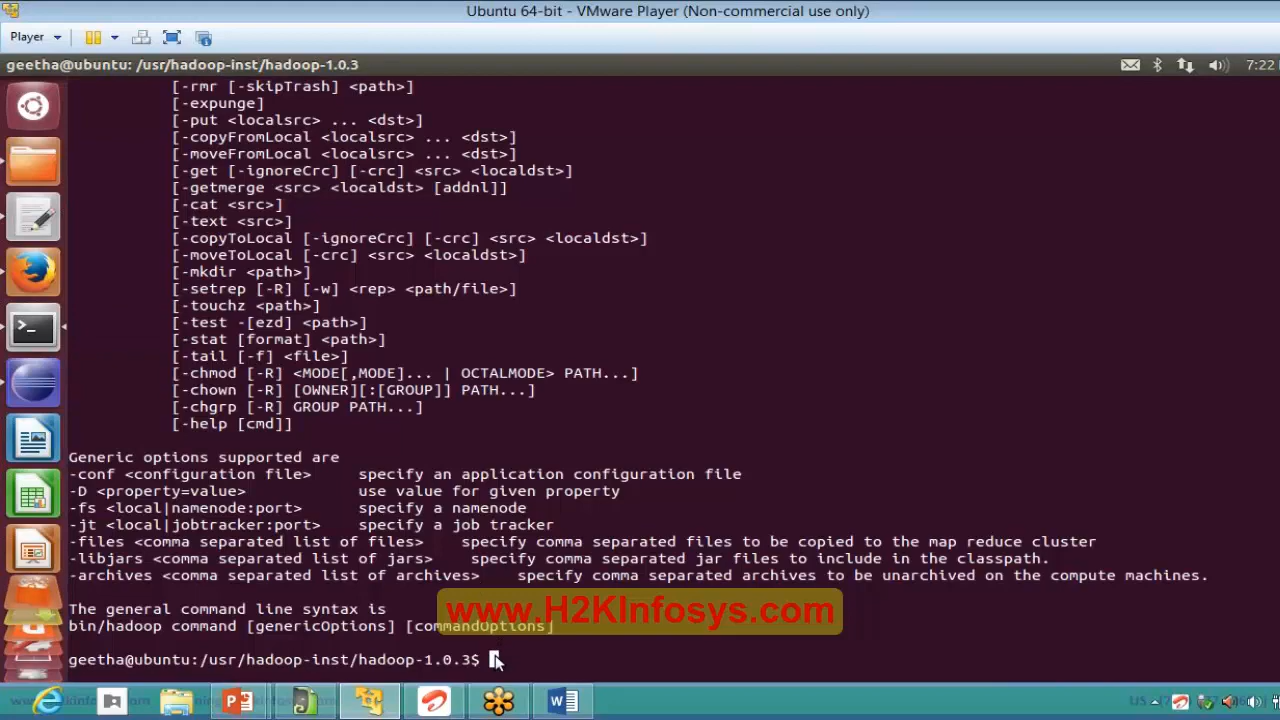 Ubuntu 64-bit - VMware Player (Non-commercial use only)
Player
geetha@ubuntu: /usr/hadoop-inst/hadoop-1.0.3
7:22
[-rmr [-skipTrash] <path>]
[-expunge]
[-put <localsrc> ... <dst>]
[-copyFromLocal <localsrc> ... <dst>]
[-moveFromLocal <localsrc> ... <dst>]
[-get [-ignoreCrc] [-crc] <src> <localdst>]
[-getmerge <src> <localdst> [addnl]]
[-cat <src>]
[-text <src>]
[-copyToLocal [-ignoreCrc] [-crc] <src> <localdst>]
[-moveToLocal [-crc] <src> <localdst>]
[-mkdir <path>]
[-setrep [-R] [-w] <rep> <path/file>]
[-touchz <path>]
[-test -[ezd] <path>]
[-stat [format] <path>]
[-tail [-f] <file>]
[-chmod [-R] <MODE[,MODE]... | OCTALMODE> PATH...]
[-chown [-R] [OWNER][:[GROUP]] PATH...]
[-chgrp [-R] GROUP PATH...]
[-help [cmd]]
Generic options supported are
-conf <configuration file>     specify an application configuration file
-D <property=value>            use value for given property
-fs <local|namenode:port>      specify a namenode
-jt <local|jobtracker:port>    specify a job tracker
-files <comma separated list of files>    specify comma separated files to be copied to the map reduce cluster
-libjars <comma separated list of jars>    specify comma separated jar files to include in the classpath.
-archives <comma separated list of archives>    specify comma separated archives to be unarchived on the compute machines.
The general command line syntax is
www.H2KInfosys.com
bin/hadoop command [genericOptions] [commandOptions]
geetha@ubuntu:/usr/hadoop-inst/hadoop-1.0.3$
US